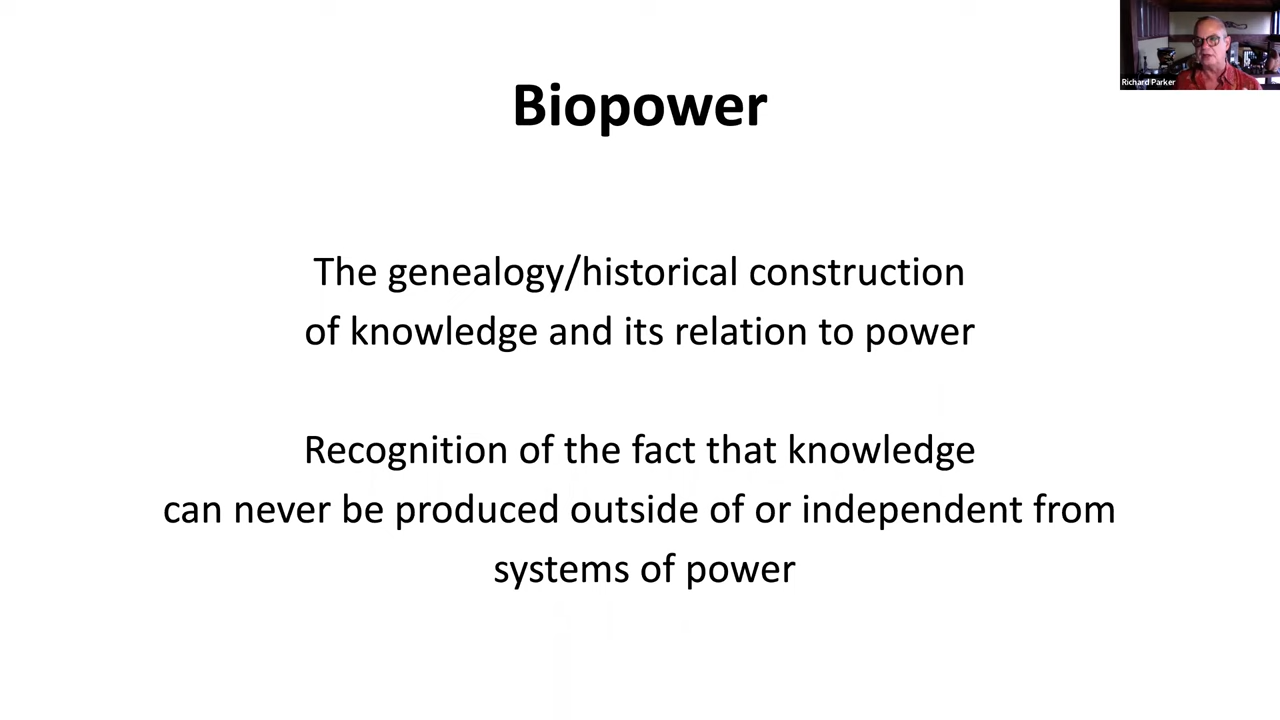 Richard Parker
Biopower
The genealogy/historical construction
of knowledge and its relation to power
Recognition of the fact that knowledge
can never be produced outside of or independent from
systems of power